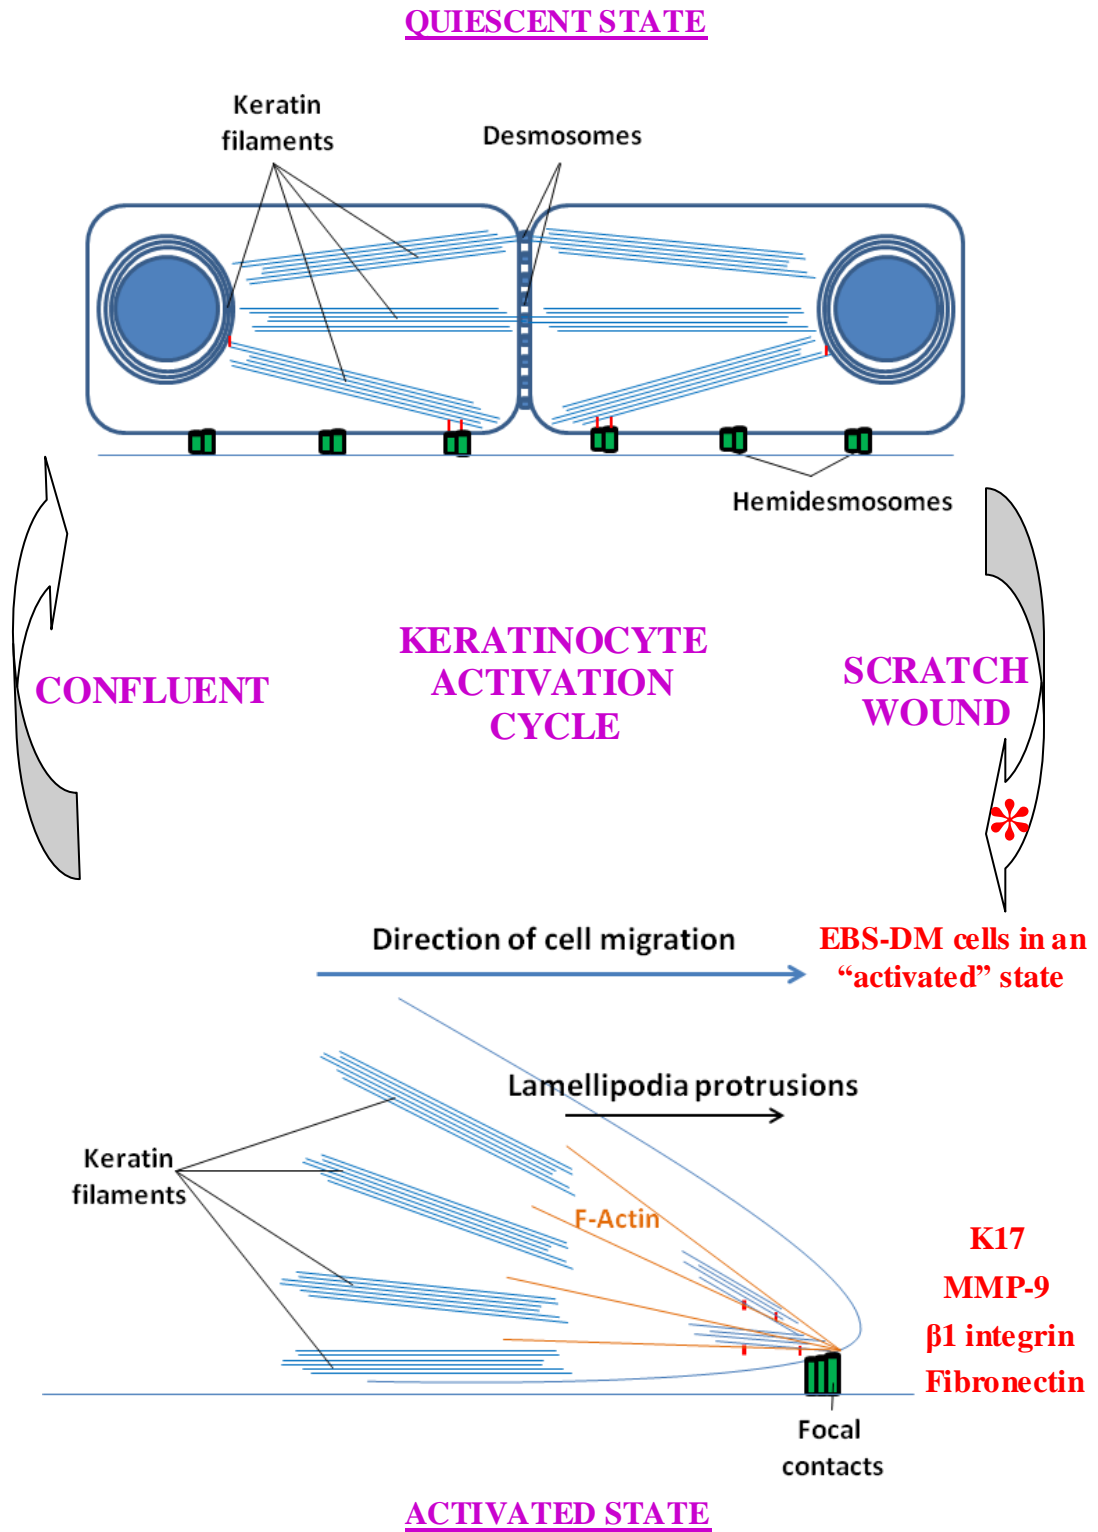 QUIESCENT STATE
Keratin
filaments
Desmosomes
Hemidesmosomes
KERATINOCYTE
ACTIVATION
CYCLE
CONFLUENT
SCRATCH
WOUND
*
EBS-DM cells in an
“activated” state
Direction of cell migration
Lamellipodia protrusions
Keratin
filaments
F-Actin
K17
MMP-9
β1 integrin
Fibronectin
Focal
contacts
ACTIVATED STATE